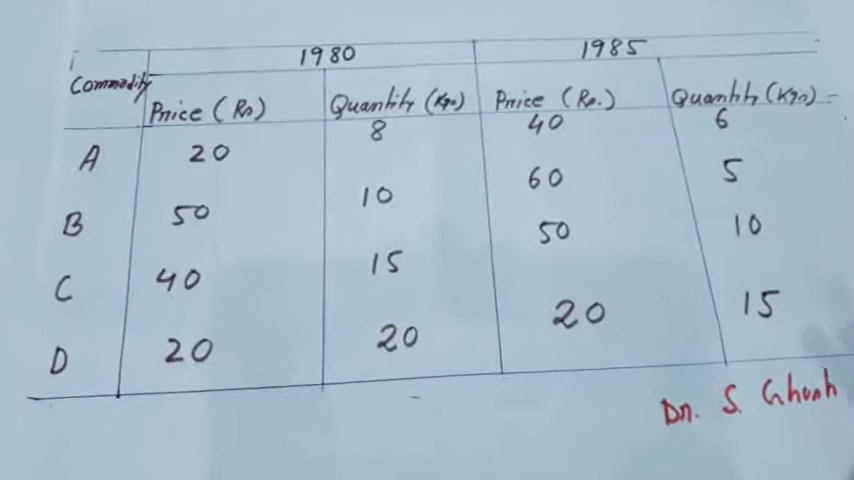 1980 1985
Commodity Price (Rs) Quantity (Kgs) Price (Rs.) Quantity (Kgs)
A 20 8 40 6
B 50 10 60 5
C 40 15 50 10
D 20 20 20 15
Dr. S. Ghosh